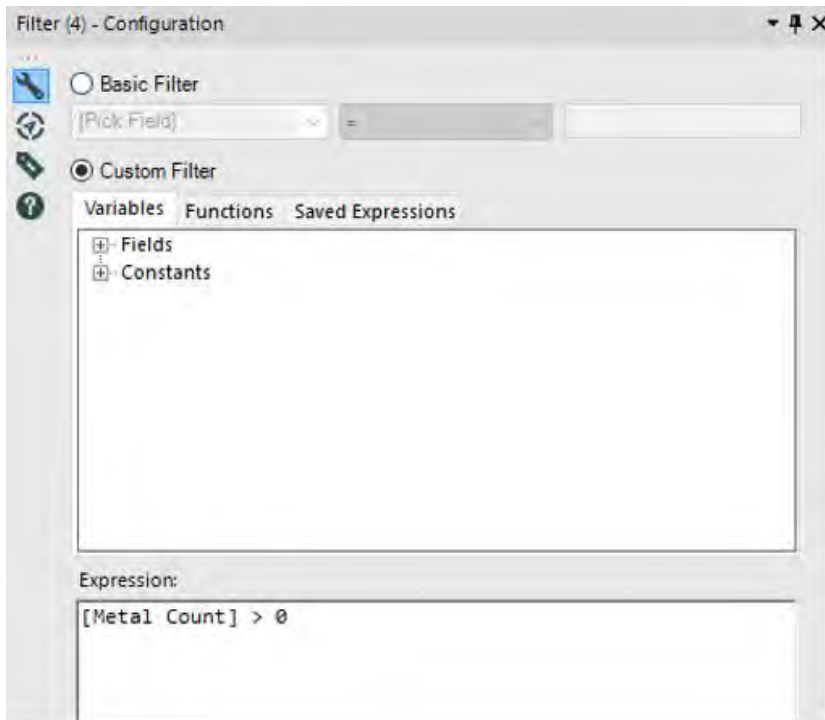 Filter (4) - Configuration
Basic Filter
[Pick Field]
=
Custom Filter
Variables Functions Saved Expressions
Fields
Constants
Expression:
[Metal Count] > 0